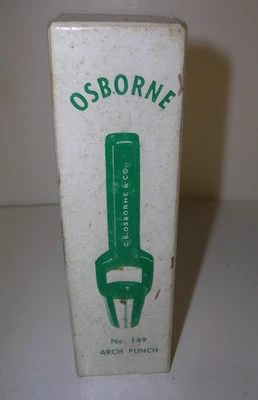 OSBORNE
C.S.OSBORNE & CO.
No. 149
ARCH PUNCH